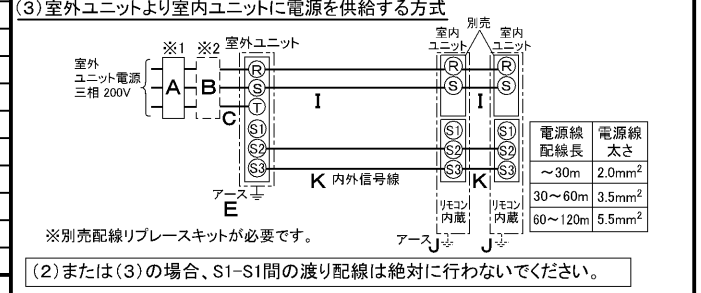 (3)室外ユニットより室内ユニットに電源を供給する方式
別売
※1 ※2 室外ユニット
室内ユニット
室内ユニット
室外ユニット電源
三相 200V
A B C
R S T S1 S2 S3
I
R S S1 S2 S3
I
R S S1 S2 S3
K 内外信号線
K
アース
E
リモコン内蔵
リモコン内蔵
アース J
J
電源線配線長 電源線太さ
～30m 2.0mm²
30～60m 3.5mm²
60～120m 5.5mm²
※別売配線リプレースキットが必要です。
(2)または(3)の場合、S1-S1間の渡り配線は絶対に行わないでください。